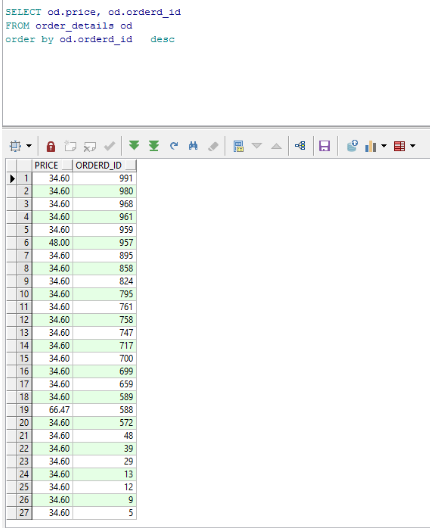 SELECT od.price, od.orderd_id
FROM order_details od
order by od.orderd_id desc
PRICE ORDERD_ID
1 34.60 991
2 34.60 980
3 34.60 968
4 34.60 961
5 34.60 959
6 48.00 957
7 34.60 895
8 34.60 858
9 34.60 824
10 34.60 795
11 34.60 761
12 34.60 758
13 34.60 747
14 34.60 717
15 34.60 700
16 34.60 699
17 34.60 659
18 34.60 589
19 66.47 588
20 34.60 572
21 34.60 48
22 34.60 39
23 34.60 29
24 34.60 13
25 34.60 12
26 34.60 9
27 34.60 5